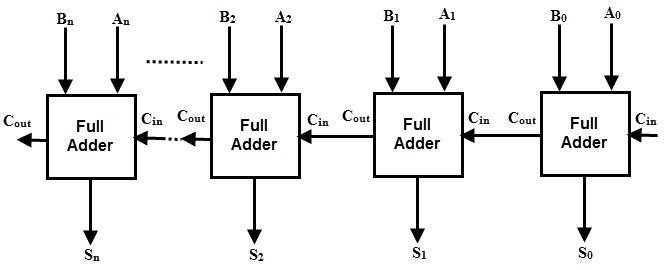 Bn An B2 A2 B1 A1 B0 A0
Cout Cin Cout Cin Cout Cin Cout Cin
Full Full Full Full
Adder Adder Adder Adder
Sn S2 S1 S0